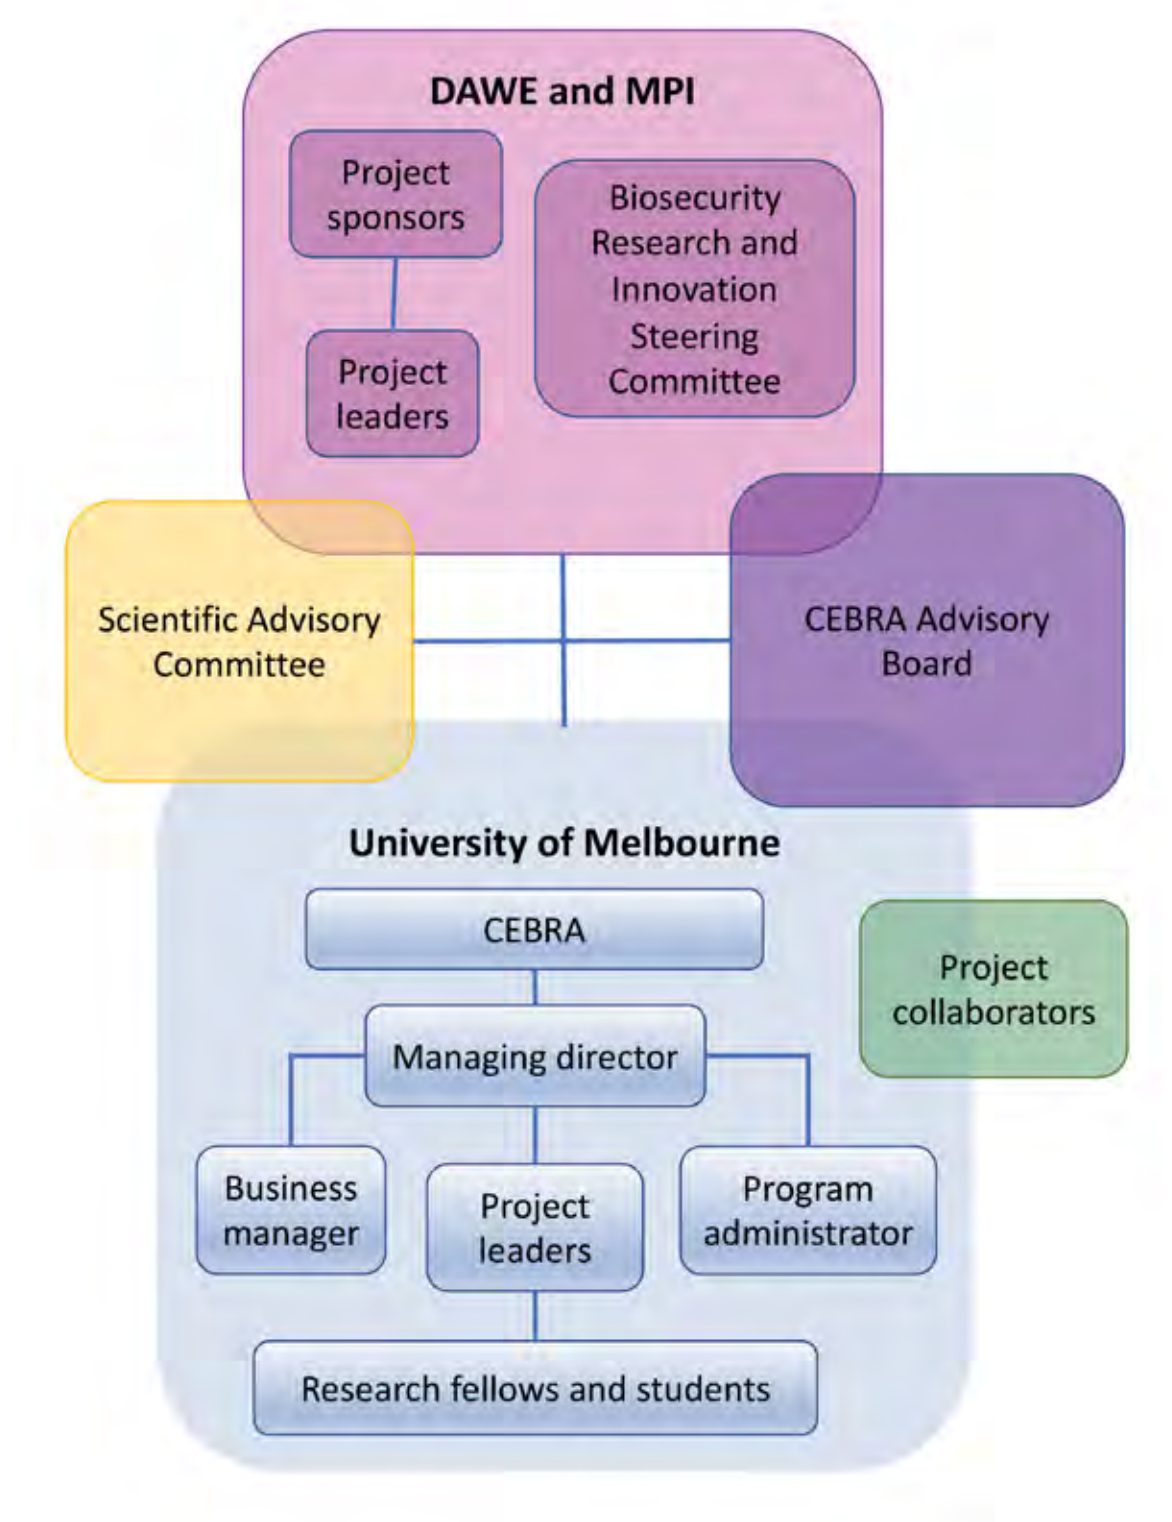 DAWE and MPI
Project
sponsors
Biosecurity
Research and
Innovation
Steering
Committee
Project
leaders
Scientific Advisory
Committee
CEBRA Advisory
Board
University of Melbourne
CEBRA
Project
collaborators
Managing director
Business
manager
Project
leaders
Program
administrator
Research fellows and students